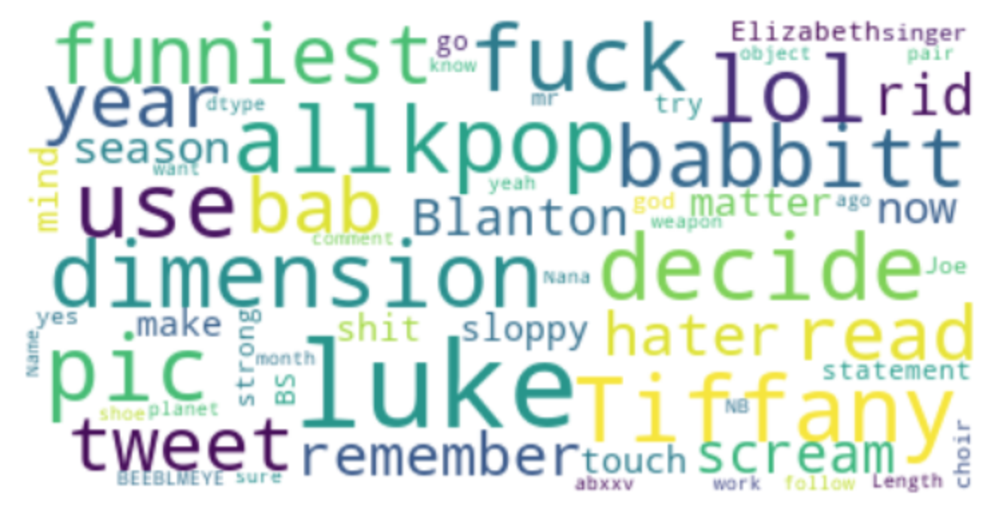 funniest go fuck Elizabeth singer
know object pair
year dtype mr try lol rid
season allkpop babbitt
want yeah
mind use bab Blanton god matter ago now
comment weapon
dimension Nana decide Joe
yes make strong shit sloppy hater read
Name pic month BS luke Tiffany statement
shoe planet NB
tweet remember touch scream choir
BEEBLMEYE sure abxxv work follow Length